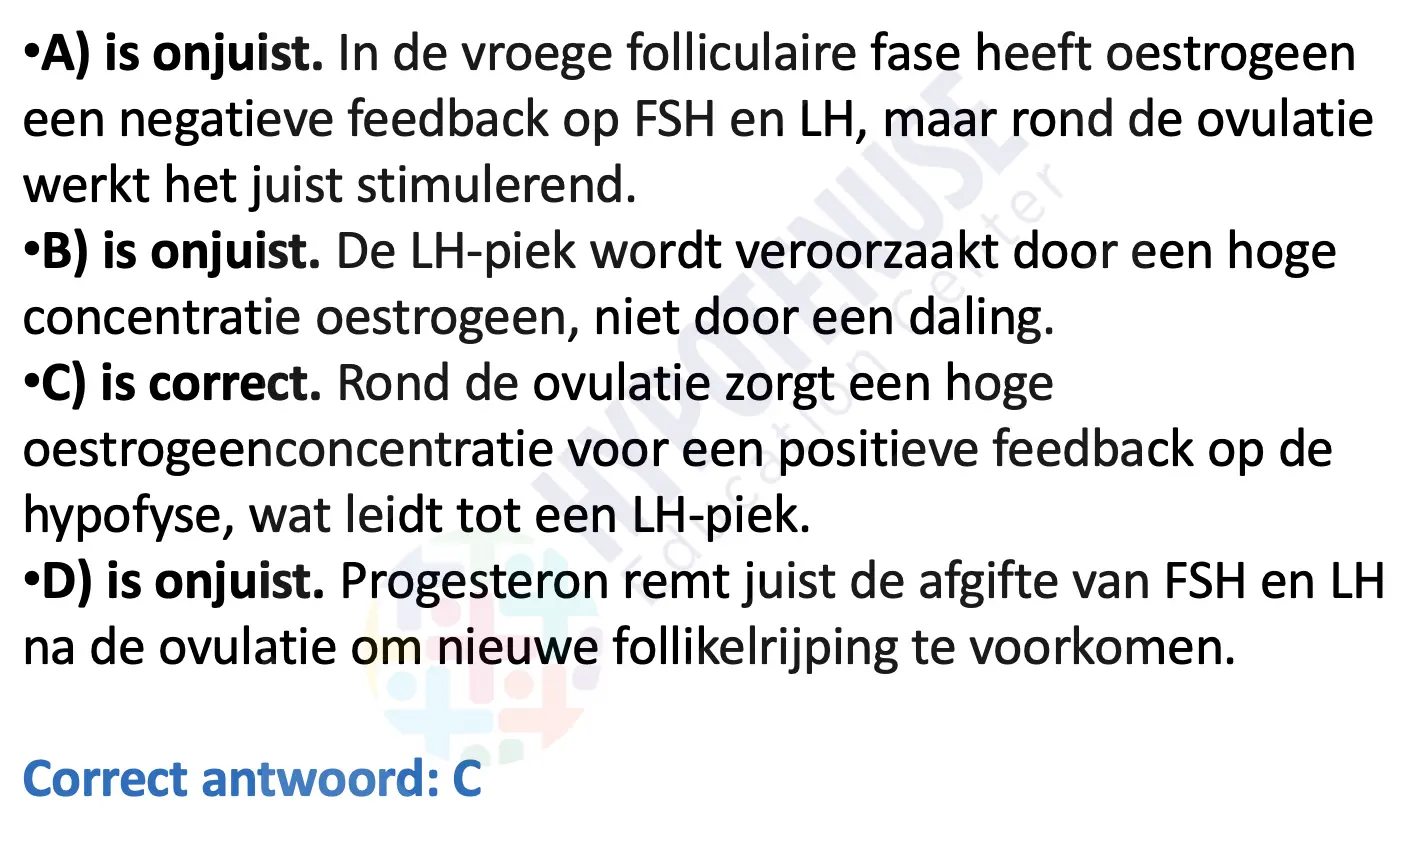 •A) is onjuist. In de vroege folliculaire fase heeft oestrogeen
een negatieve feedback op FSH en LH, maar rond de ovulatie
werkt het juist stimulerend.
•B) is onjuist. De LH-piek wordt veroorzaakt door een hoge
concentratie oestrogeen, niet door een daling.
•C) is correct. Rond de ovulatie zorgt een hoge
oestrogeenconcentratie voor een positieve feedback op de
hypofyse, wat leidt tot een LH-piek.
•D) is onjuist. Progesteron remt juist de afgifte van FSH en LH
na de ovulatie om nieuwe follikelrijping te voorkomen.
Correct antwoord: C
HYPOTENUSE
Education Center